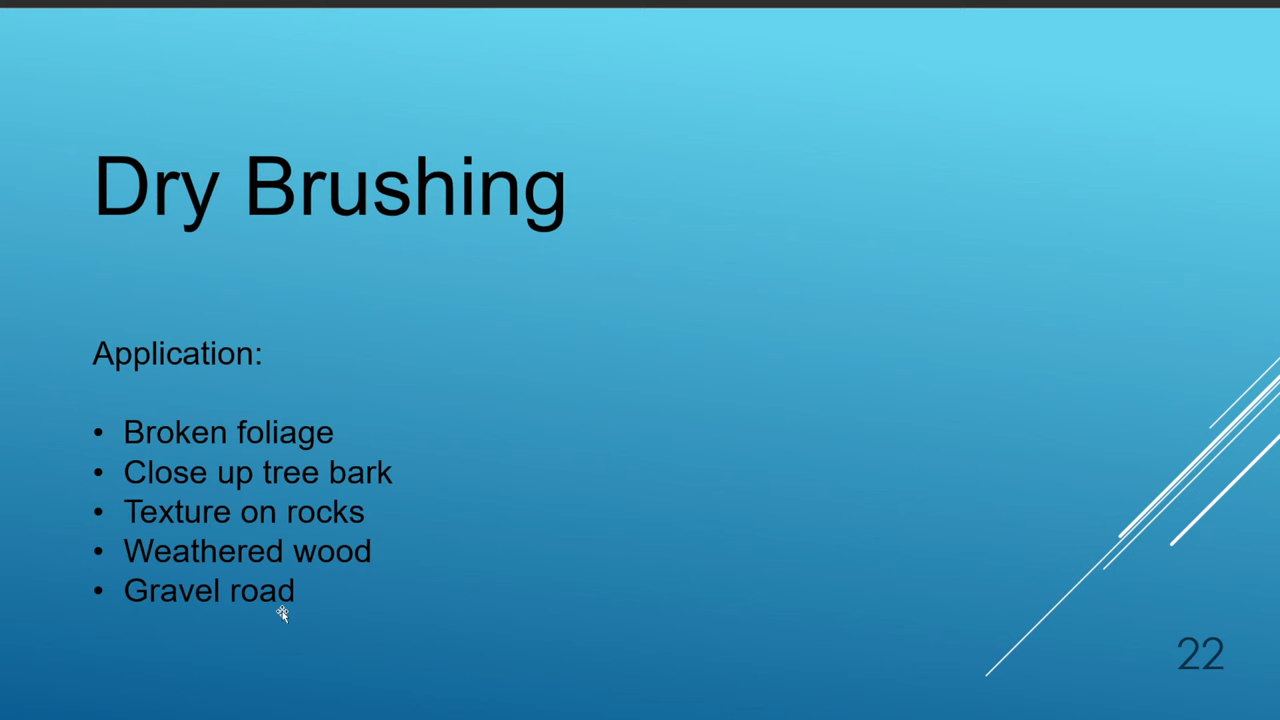 Dry Brushing
Application:
• Broken foliage
• Close up tree bark
• Texture on rocks
• Weathered wood
• Gravel road
22